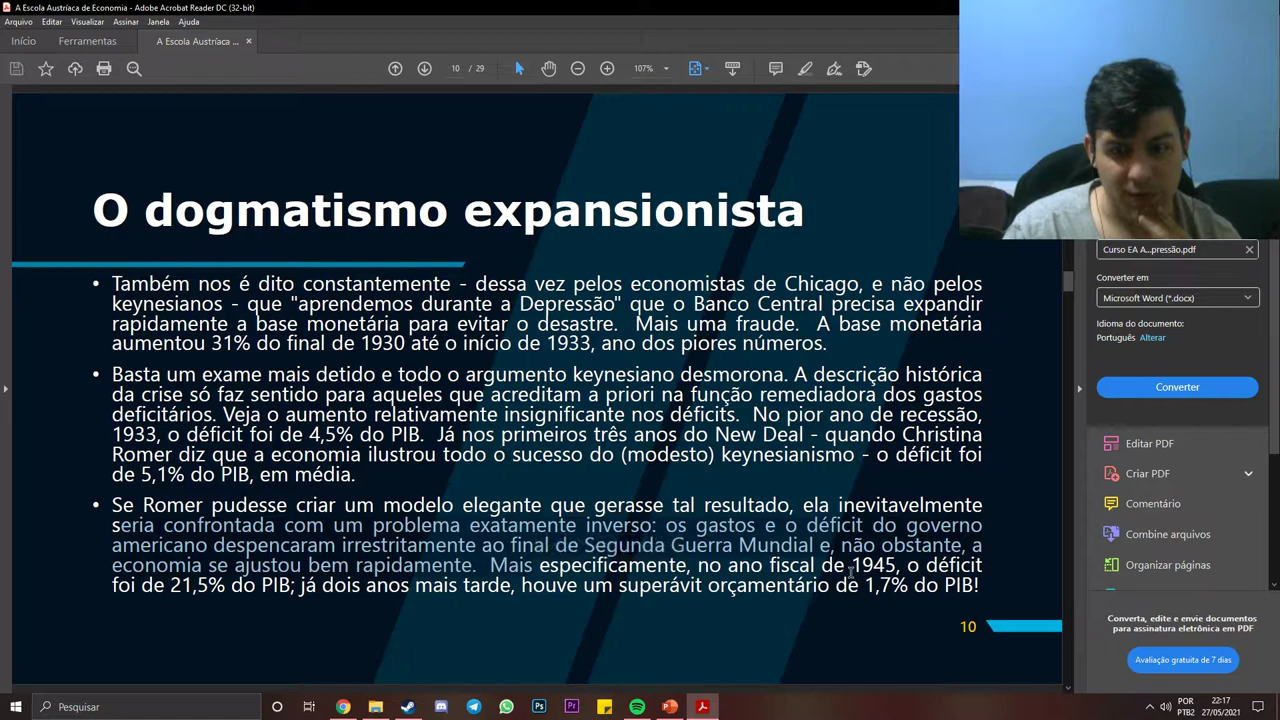 A Escola Austríaca de Economia - Adobe Acrobat Reader DC (32-bit)
Arquivo Editar Visualizar Assinar Janela Ajuda
Início Ferramentas A Escola Austríaca ... ×
10 / 29 107%
O dogmatismo expansionista
• Também nos é dito constantemente - dessa vez pelos economistas de Chicago, e não pelos
keynesianos - que "aprendemos durante a Depressão" que o Banco Central precisa expandir
rapidamente a base monetária para evitar o desastre. Mais uma fraude. A base monetária
aumentou 31% do final de 1930 até o início de 1933, ano dos piores números.
• Basta um exame mais detido e todo o argumento keynesiano desmorona. A descrição histórica
da crise só faz sentido para aqueles que acreditam a priori na função remediadora dos gastos
deficitários. Veja o aumento relativamente insignificante nos déficits. No pior ano de recessão,
1933, o déficit foi de 4,5% do PIB. Já nos primeiros três anos do New Deal - quando Christina
Romer diz que a economia ilustrou todo o sucesso do (modesto) keynesianismo - o déficit foi
de 5,1% do PIB, em média.
• Se Romer pudesse criar um modelo elegante que gerasse tal resultado, ela inevitavelmente
seria confrontada com um problema exatamente inverso: os gastos e o déficit do governo
americano despencaram irrestritamente ao final de Segunda Guerra Mundial e, não obstante, a
economia se ajustou bem rapidamente. Mais especificamente, no ano fiscal de 1945, o déficit
foi de 21,5% do PIB; já dois anos mais tarde, houve um superávit orçamentário de 1,7% do PIB!
10
Curso EA A...pressão.pdf
Converter em
Microsoft Word (*.docx)
Idioma do documento:
Português Alterar
Converter
Editar PDF
Criar PDF
Comentário
Combine arquivos
Organizar páginas
Converta, edite e envie documentos
para assinatura eletrônica em PDF
Avaliação gratuita de 7 dias
Pesquisar
POR
PTB2
22:17
27/05/2021